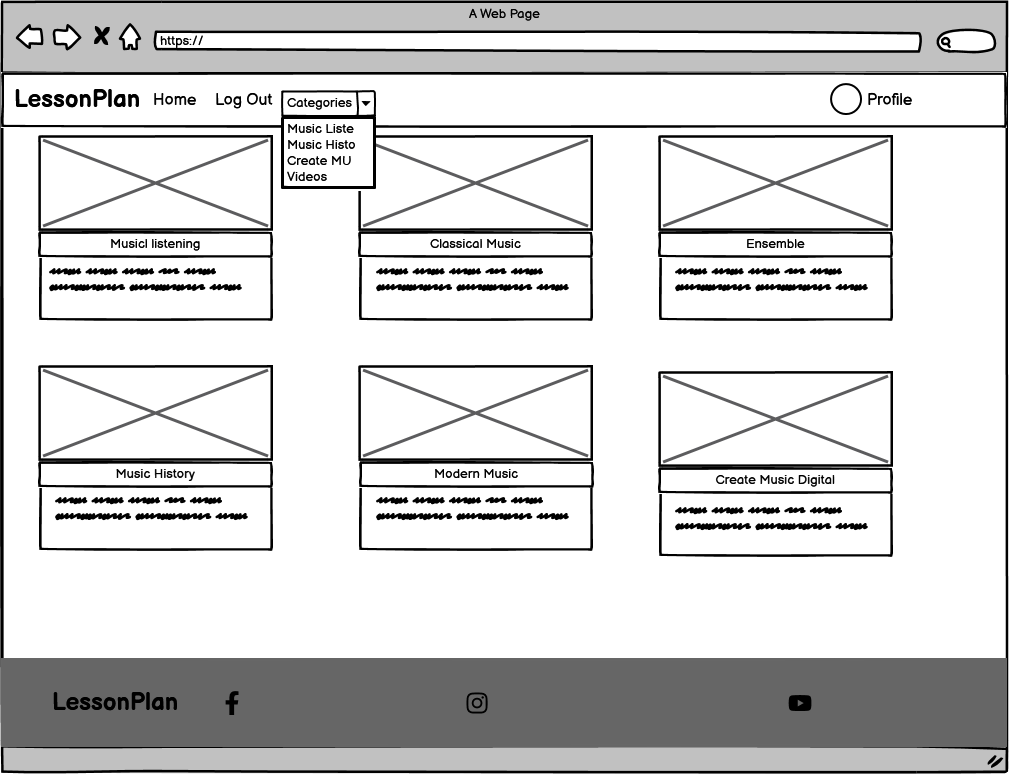 A Web Page
https://
LessonPlan Home Log Out Categories Profile
Music Liste
Music Histo
Create MU
Videos
Musicl listening Classical Music Ensemble
Music History Modern Music Create Music Digital
LessonPlan